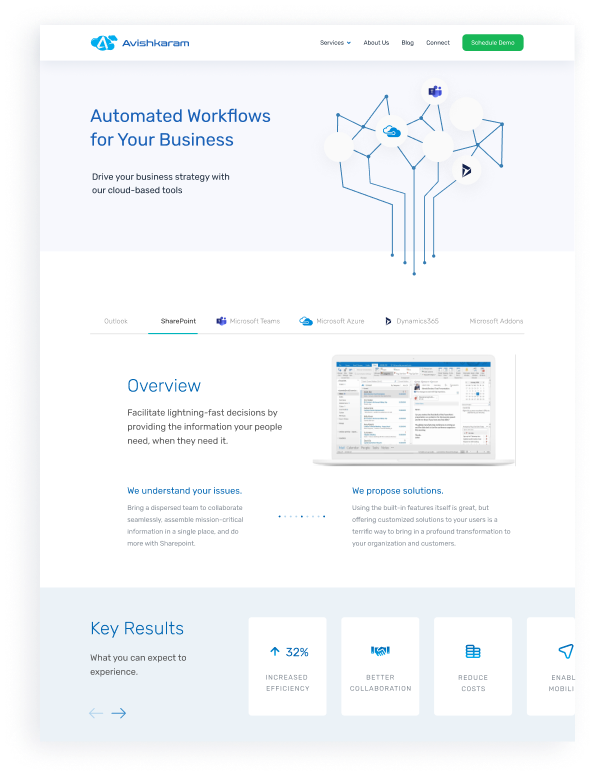 Avishkaram
Services
About Us
Blog
Connect
Schedule Demo
Automated Workflows
for Your Business
Drive your business strategy with
our cloud-based tools
Outlook
SharePoint
Microsoft Teams
Microsoft Azure
Dynamics365
Microsoft Addons
Overview
Facilitate lightning-fast decisions by
providing the information your people
need, when they need it.
We understand your issues.
Bring a dispersed team to collaborate
seamlessly, assemble mission-critical
information in a single place, and do
more with Sharepoint.
We propose solutions.
Using the built-in features itself is great, but
offering customized solutions to your users is a
terrific way to bring in a profound transformation to
your organization and customers.
Key Results
What you can expect to
experience.
32%
INCREASED
EFFICIENCY
BETTER
COLLABORATION
REDUCE
COSTS
ENABL
MOBILI